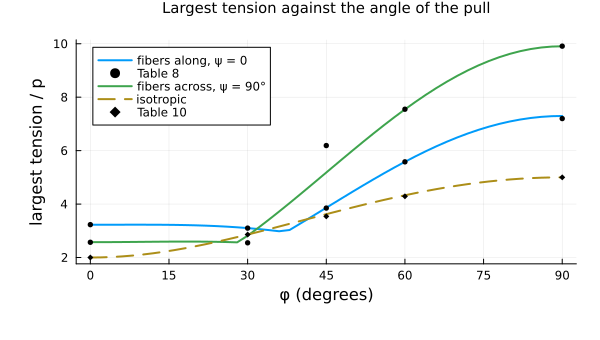 Largest tension against the angle of the pull
largest tension / p
10
8
6
4
2
fibers along, ψ = 0
Table 8
fibers across, ψ = 90°
isotropic
Table 10
0 15 30 45 60 75 90
φ (degrees)